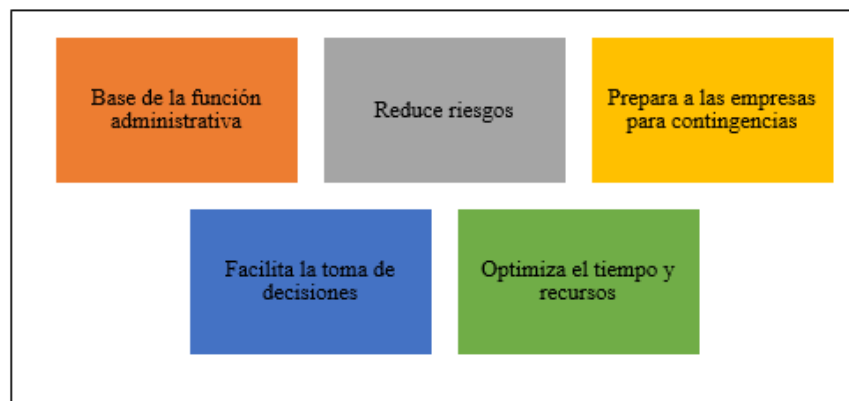 Base de la función
administrativa
Reduce riesgos
Prepara a las empresas
para contingencias
Facilita la toma de
decisiones
Optimiza el tiempo y
recursos